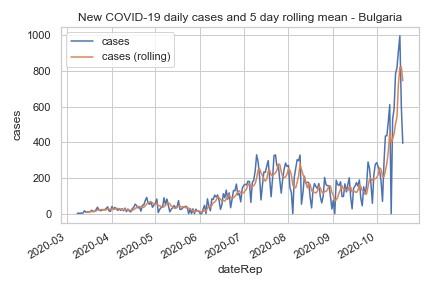 New COVID-19 daily cases and 5 day rolling mean - Bulgaria
cases
cases (rolling)
1000
800
600
400
200
0
cases
2020-03
2020-04
2020-05
2020-06
2020-07
2020-08
2020-09
2020-10
dateRep